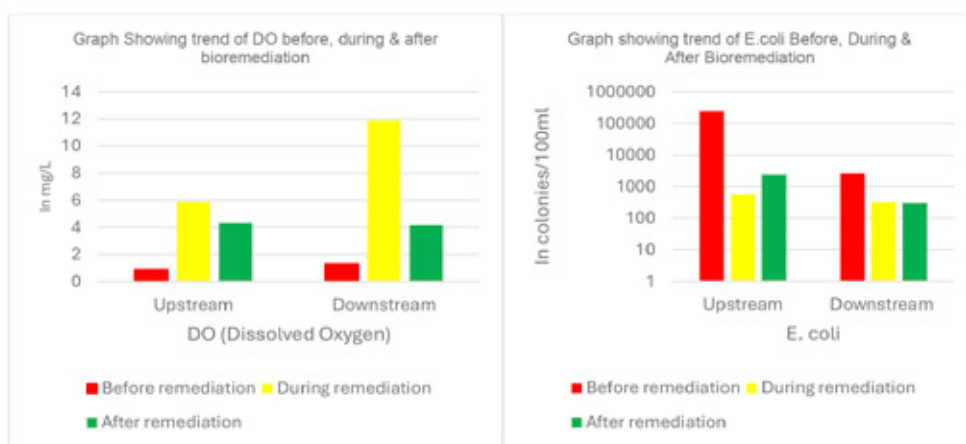 Graph Showing trend of DO before, during & after
bioremediation
14
12
10
8
6
4
2
0
In mg/L
Upstream
Downstream
DO (Dissolved Oxygen)
Before remediation
During remediation
After remediation
Graph showing trend of E.coli Before, During &
After Bioremediation
1000000
100000
10000
1000
100
10
1
In colonies/100ml
Upstream
Downstream
E. coli
Before remediation
During remediation
After remediation